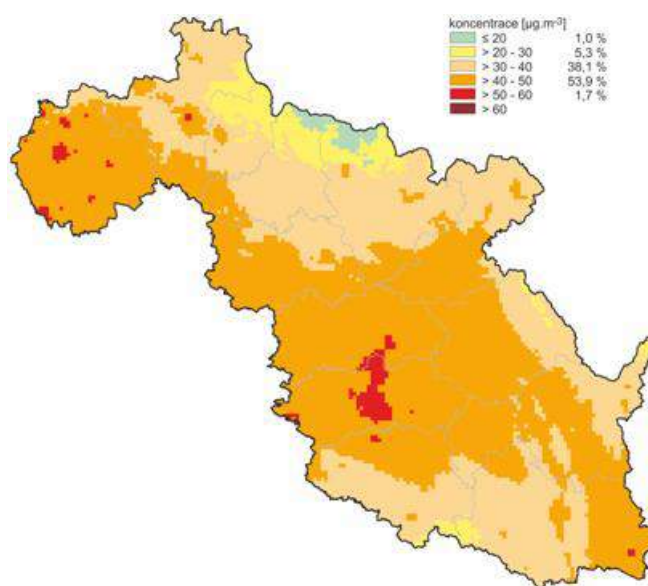 koncentrace [µg.m-³]
≤ 20 1,0 %
> 20 - 30 5,3 %
> 30 - 40 38,1 %
> 40 - 50 53,9 %
> 50 - 60 1,7 %
> 60